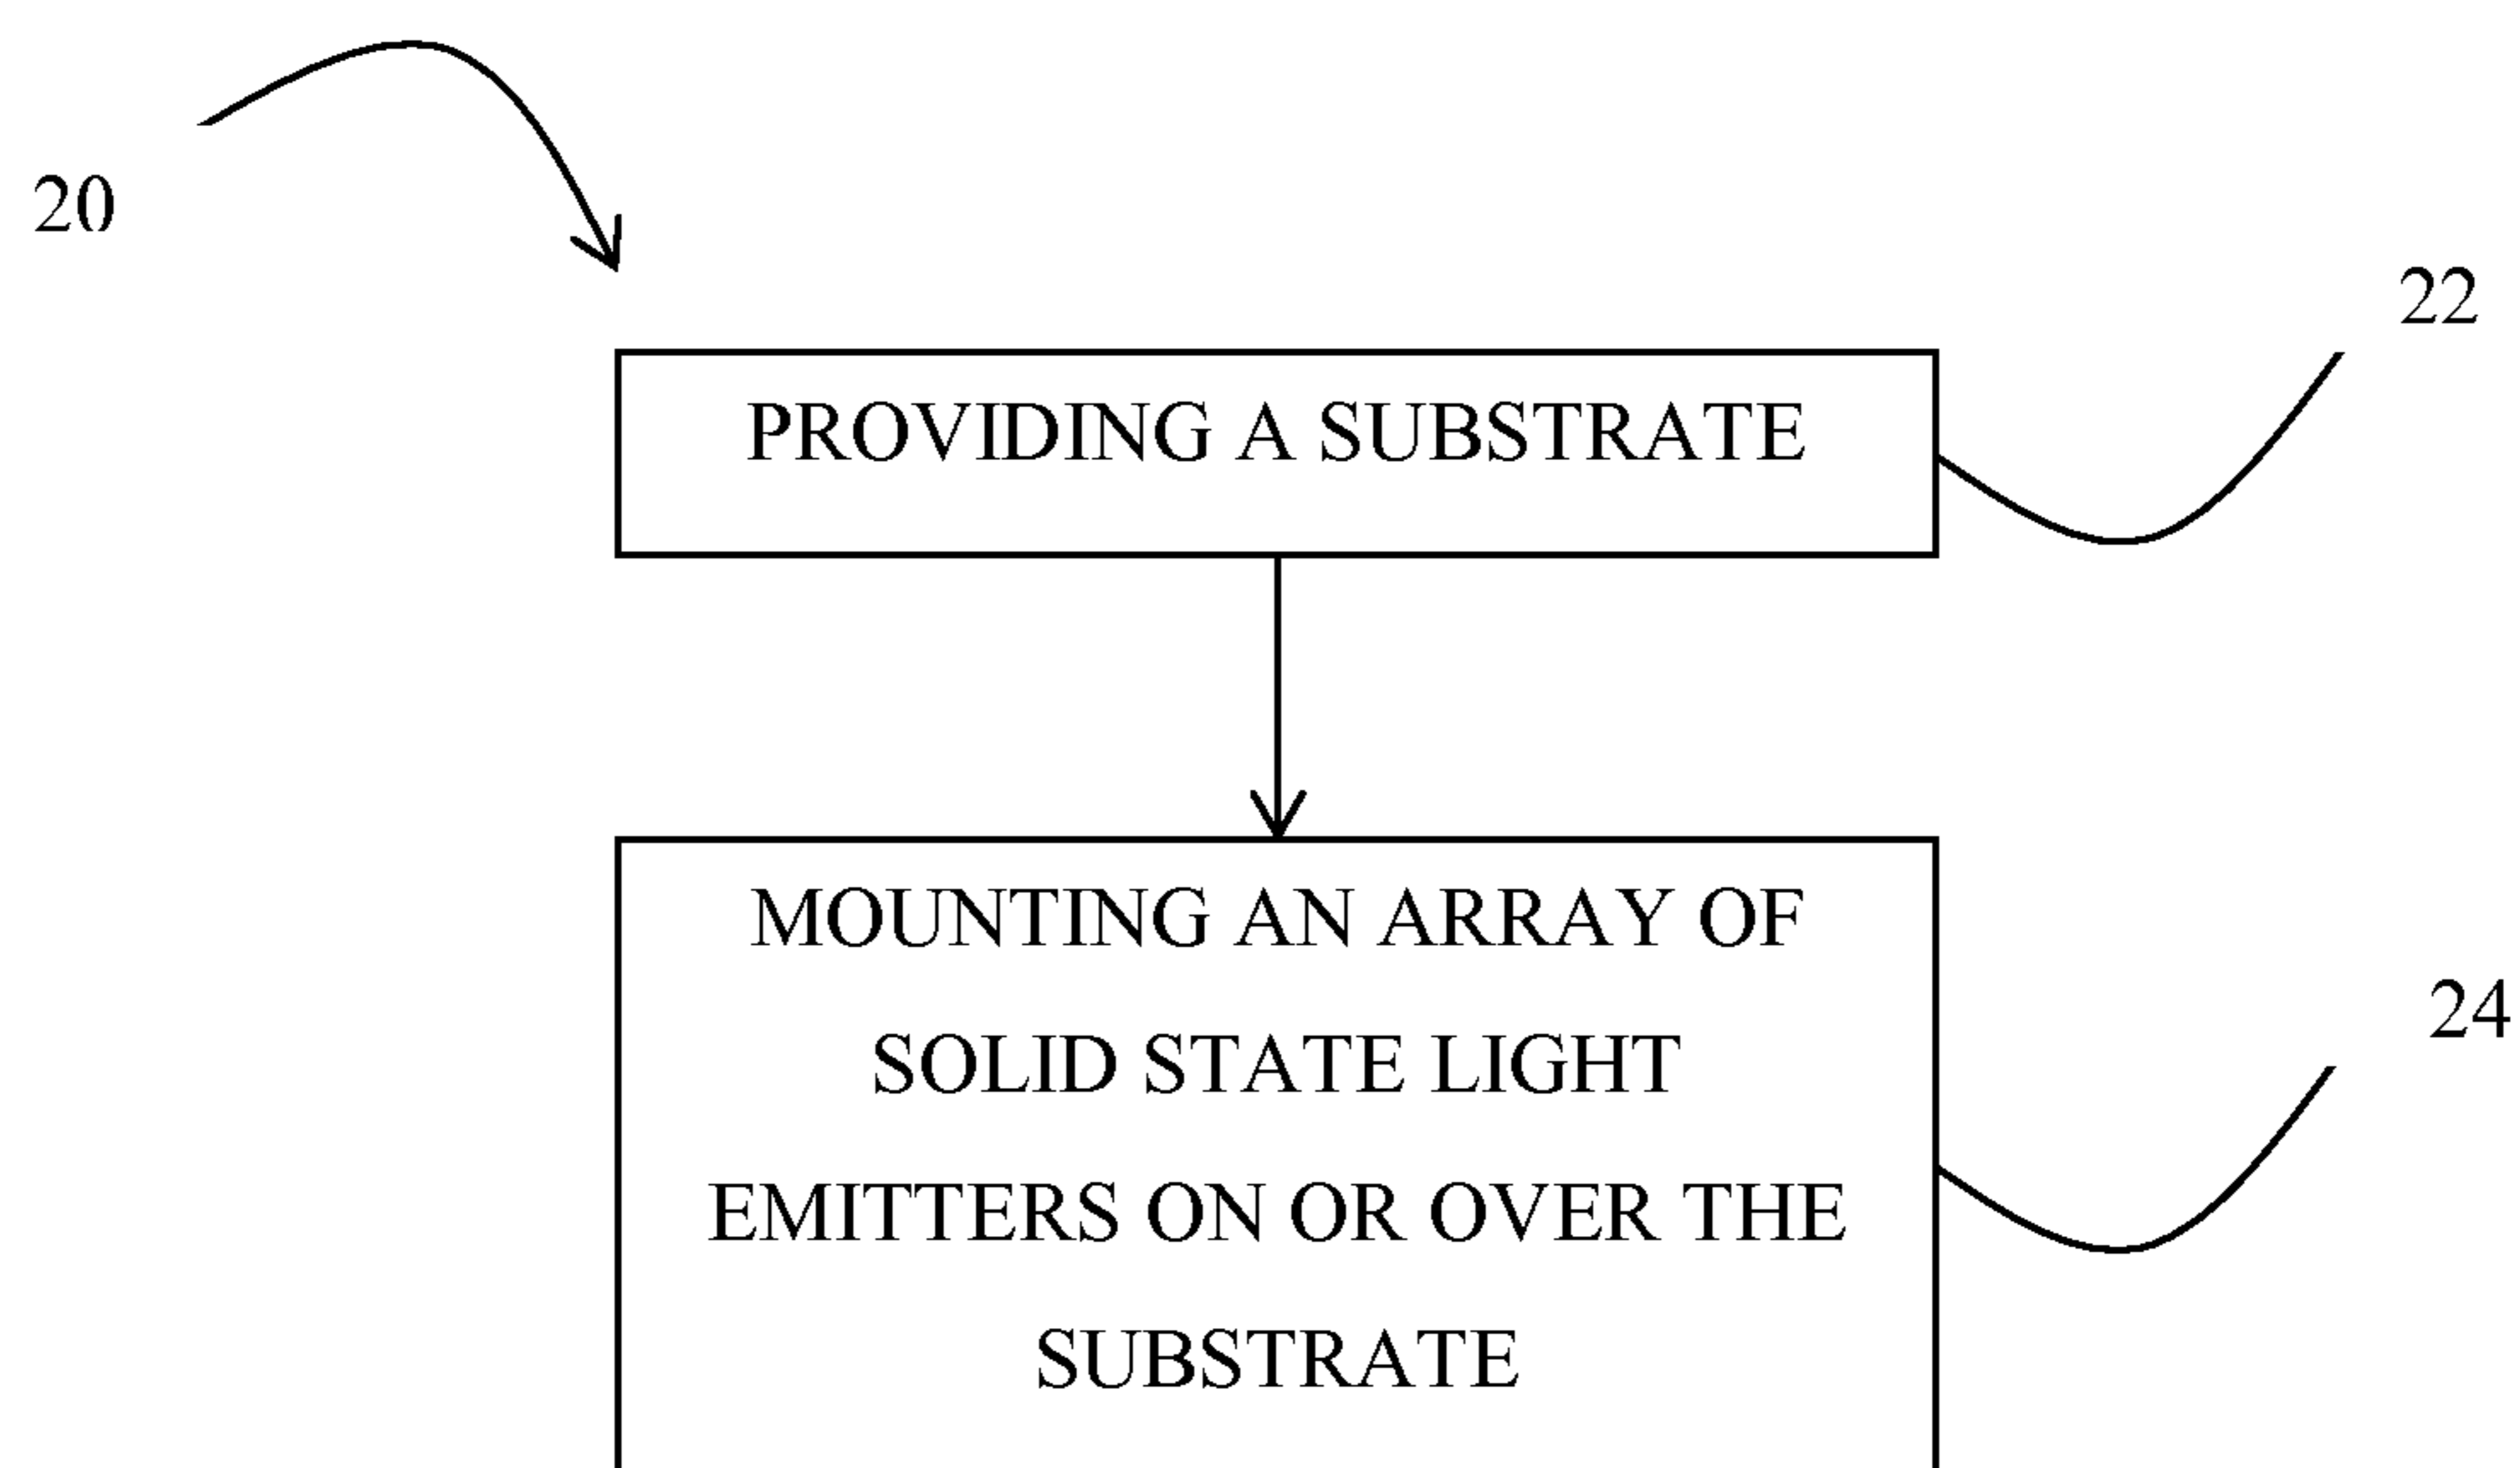 20
22
PROVIDING A SUBSTRATE
MOUNTING AN ARRAY OF
SOLID STATE LIGHT
EMITTERS ON OR OVER THE
SUBSTRATE
24